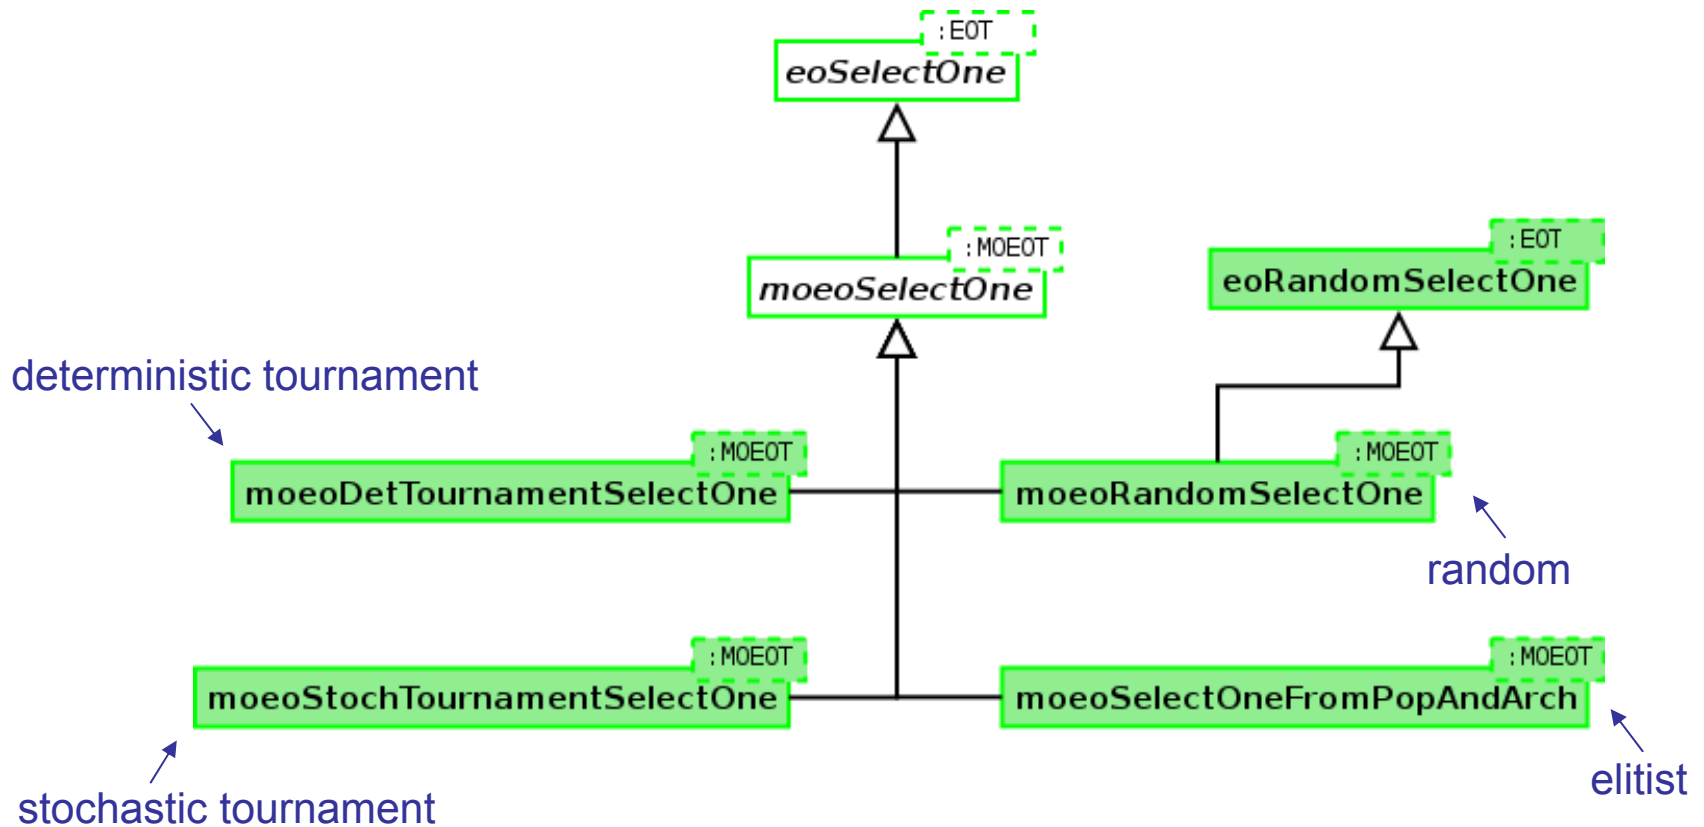 :EOT
eoSelectOne
:MOEOT
moeoSelectOne
:EOT
eoRandomSelectOne
deterministic tournament
:MOEOT
moeoDetTournamentSelectOne
:MOEOT
moeoRandomSelectOne
random
:MOEOT
moeoStochTournamentSelectOne
:MOEOT
moeoSelectOneFromPopAndArch
elitist
stochastic tournament